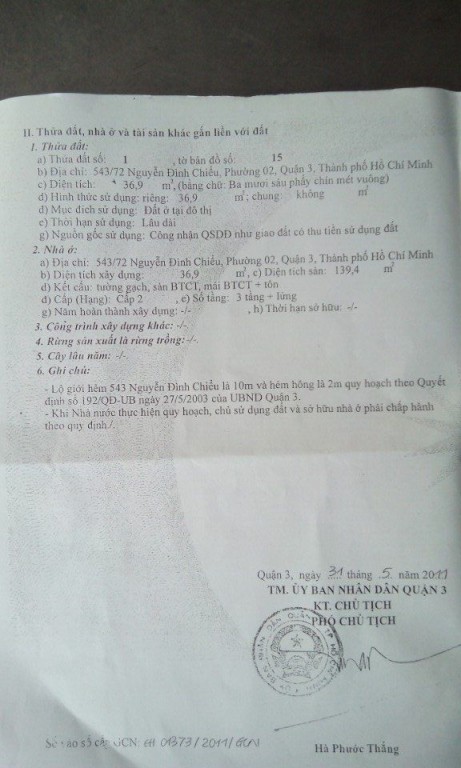 II. Thửa đất, nhà ở và tài sản khác gắn liền với đất
1. Thửa đất:
a) Thửa đất số: 1 , tờ bản đồ số: 15
b) Địa chỉ: 543/72 Nguyễn Đình Chiểu, Phường 02, Quận 3, Thành phố Hồ Chí Minh
c) Diện tích: 36,9 m², (bằng chữ: Ba mươi sáu phẩy chín mét vuông)
d) Hình thức sử dụng: riêng: 36,9 m²; chung: không m²
đ) Mục đích sử dụng: Đất ở tại đô thị
e) Thời hạn sử dụng: Lâu dài
g) Nguồn gốc sử dụng: Công nhận QSDĐ như giao đất có thu tiền sử dụng đất
2. Nhà ở:
a) Địa chỉ: 543/72 Nguyễn Đình Chiểu, Phường 02, Quận 3, Thành phố Hồ Chí Minh
b) Diện tích xây dựng: 36,9 m², c) Diện tích sàn: 139,4 m²
d) Kết cấu: tường gạch, sàn BTCT, mái BTCT + tôn
đ) Cấp (Hạng): Cấp 2 , e) Số tầng: 3 tầng + lửng
g) Năm hoàn thành xây dựng: -/- , h) Thời hạn sở hữu: -/-
3. Công trình xây dựng khác: -/-
4. Rừng sản xuất là rừng trồng: -/-
5. Cây lâu năm: -/-
6. Ghi chú:
- Lộ giới hẻm 543 Nguyễn Đình Chiểu là 10m và hẻm hông là 2m quy hoạch theo Quyết
định số 192/QĐ-UB ngày 27/5/2003 của UBND Quận 3.
- Khi Nhà nước thực hiện quy hoạch, chủ sử dụng đất và sở hữu nhà ở phải chấp hành
theo quy định./.
Quận 3, ngày 31 tháng 5 năm 2011
TM. ỦY BAN NHÂN DÂN QUẬN 3
KT. CHỦ TỊCH
PHÓ CHỦ TỊCH
Số vào sổ cấp GCN: CH 01373/2011/GCN
Hà Phước Thắng